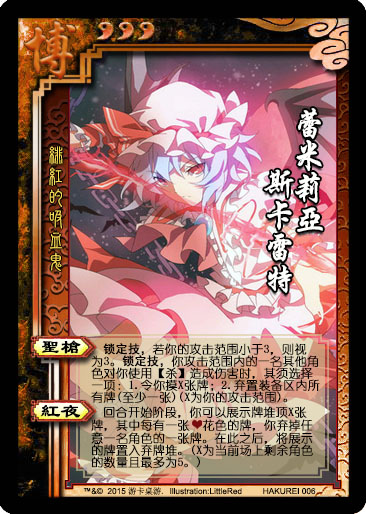 博
蕾米莉亞
斯卡雷特
緋紅的吸血鬼
聖槍
锁定技，若你的攻击范围小于3，则视
为3。锁定技，你攻击范围内的一名其他角
色对你使用【杀】造成伤害时，其须选择
一项：1.令你摸X张牌；2.弃置装备区内所
有牌(至少一张)(X为你的攻击范围)。
紅夜
回合开始阶段，你可以展示牌堆顶X张
牌，其中每有一张♥花色的牌，你弃掉任
意一名角色的一张牌。在此之后，将展示
的牌置入弃牌堆。(X为当前场上剩余角色
的数量且最多为5。)
™&© 2015 游卡桌游. Illustration:LittleRed HAKUREI 006